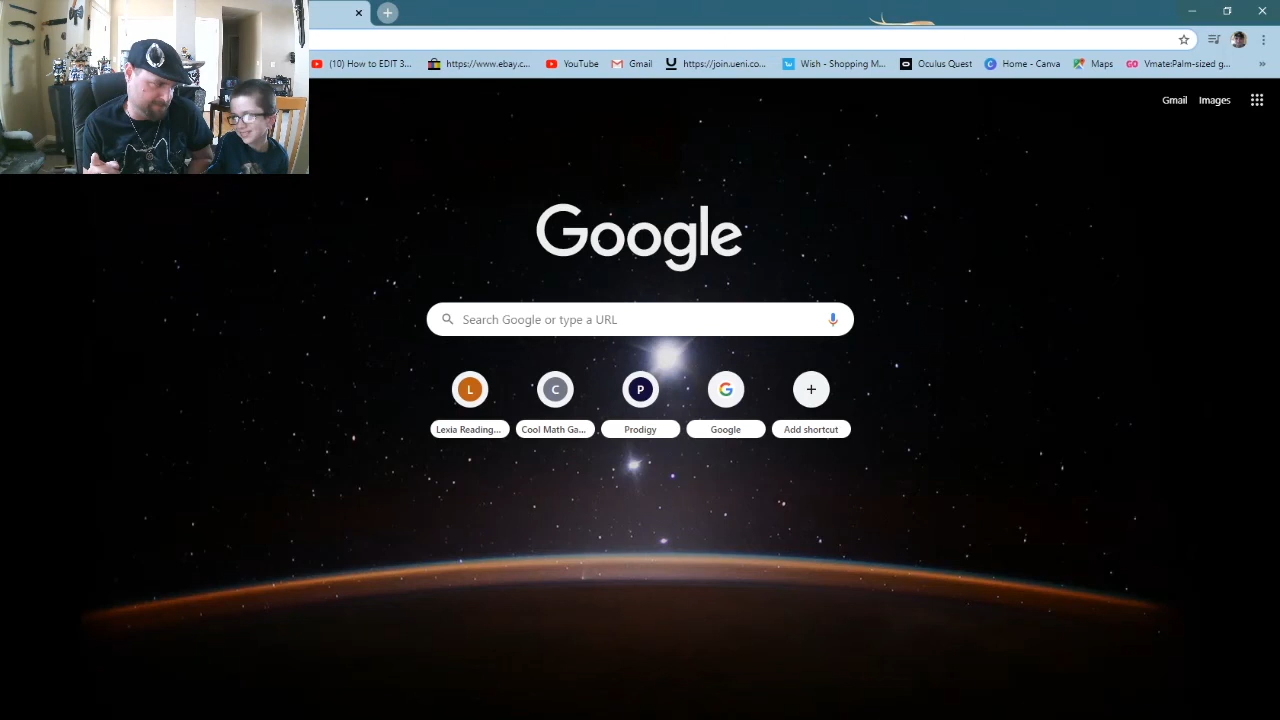 (10) How to EDIT 3... https://www.ebay.c... YouTube Gmail https://join.ueni.co... Wish - Shopping M... Oculus Quest Home - Canva Maps GO Vmate:Palm-sized g... »
Gmail Images
Google
Search Google or type a URL
L C P G
Lexia Reading... Cool Math Ga... Prodigy Google Add shortcut